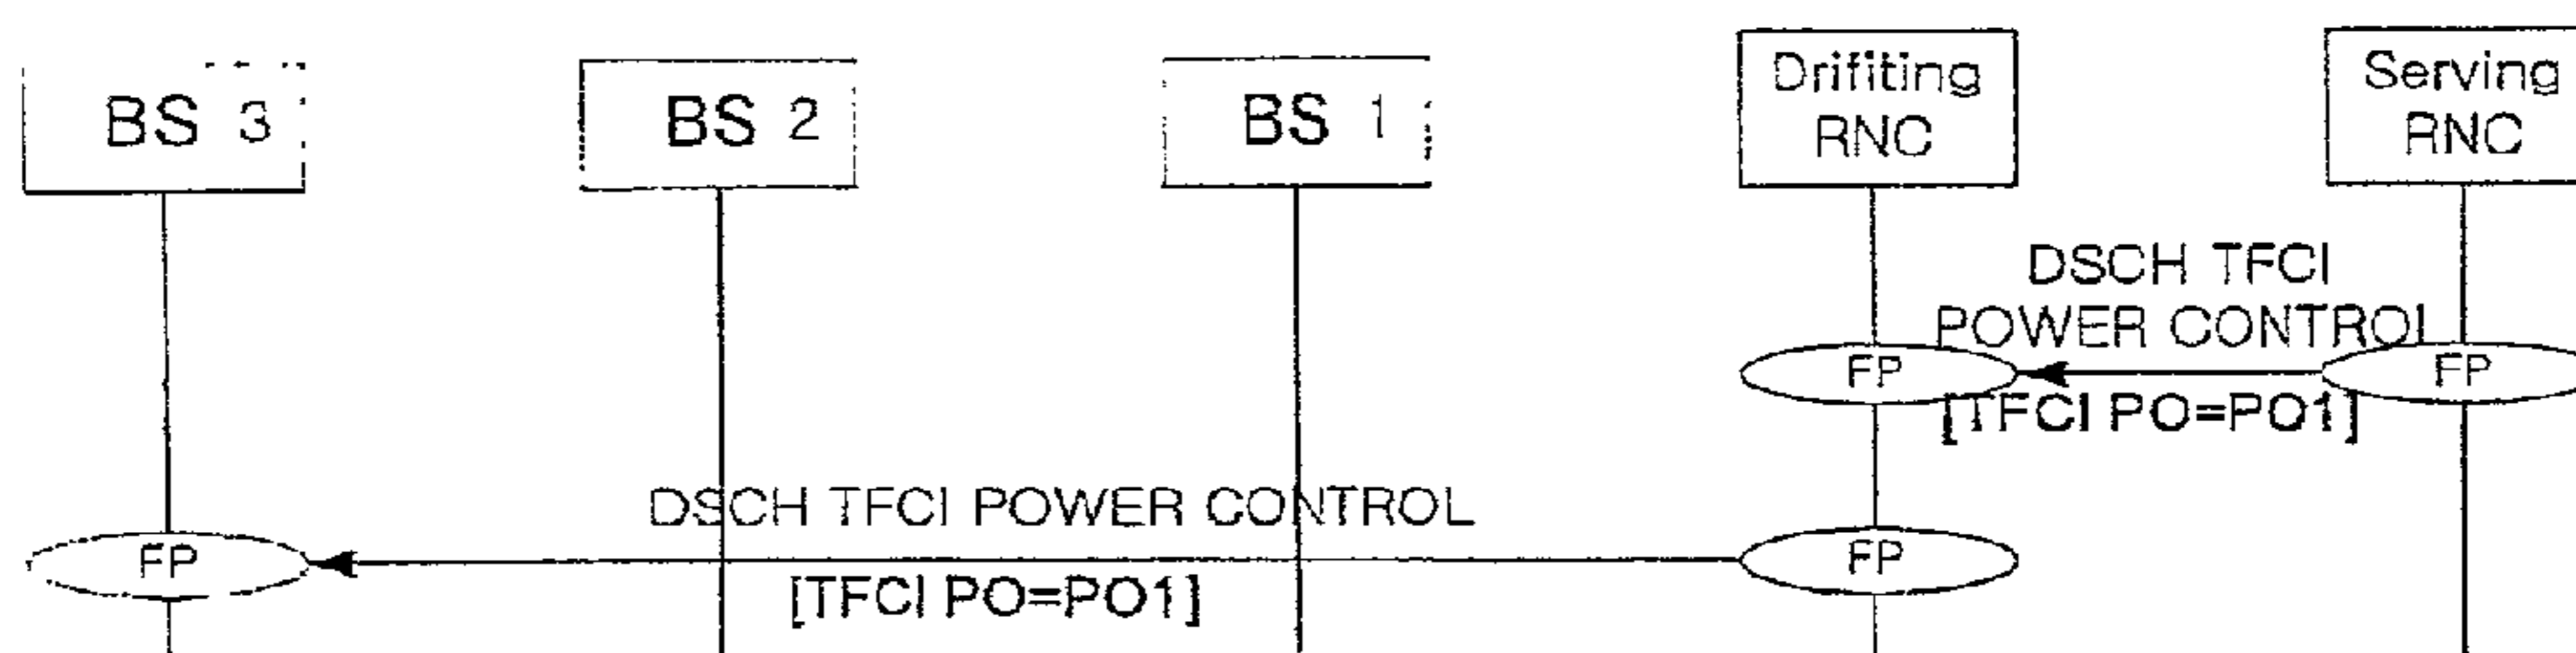 BS 3
BS 2
BS 1
Drifiting
RNC
Serving
RNC
DSCH TFCI
POWER CONTROL
FP
FP
[TFCI PO=PO1]
DSCH TFCI POWER CONTROL
FP
FP
[TFCI PO=PO1]